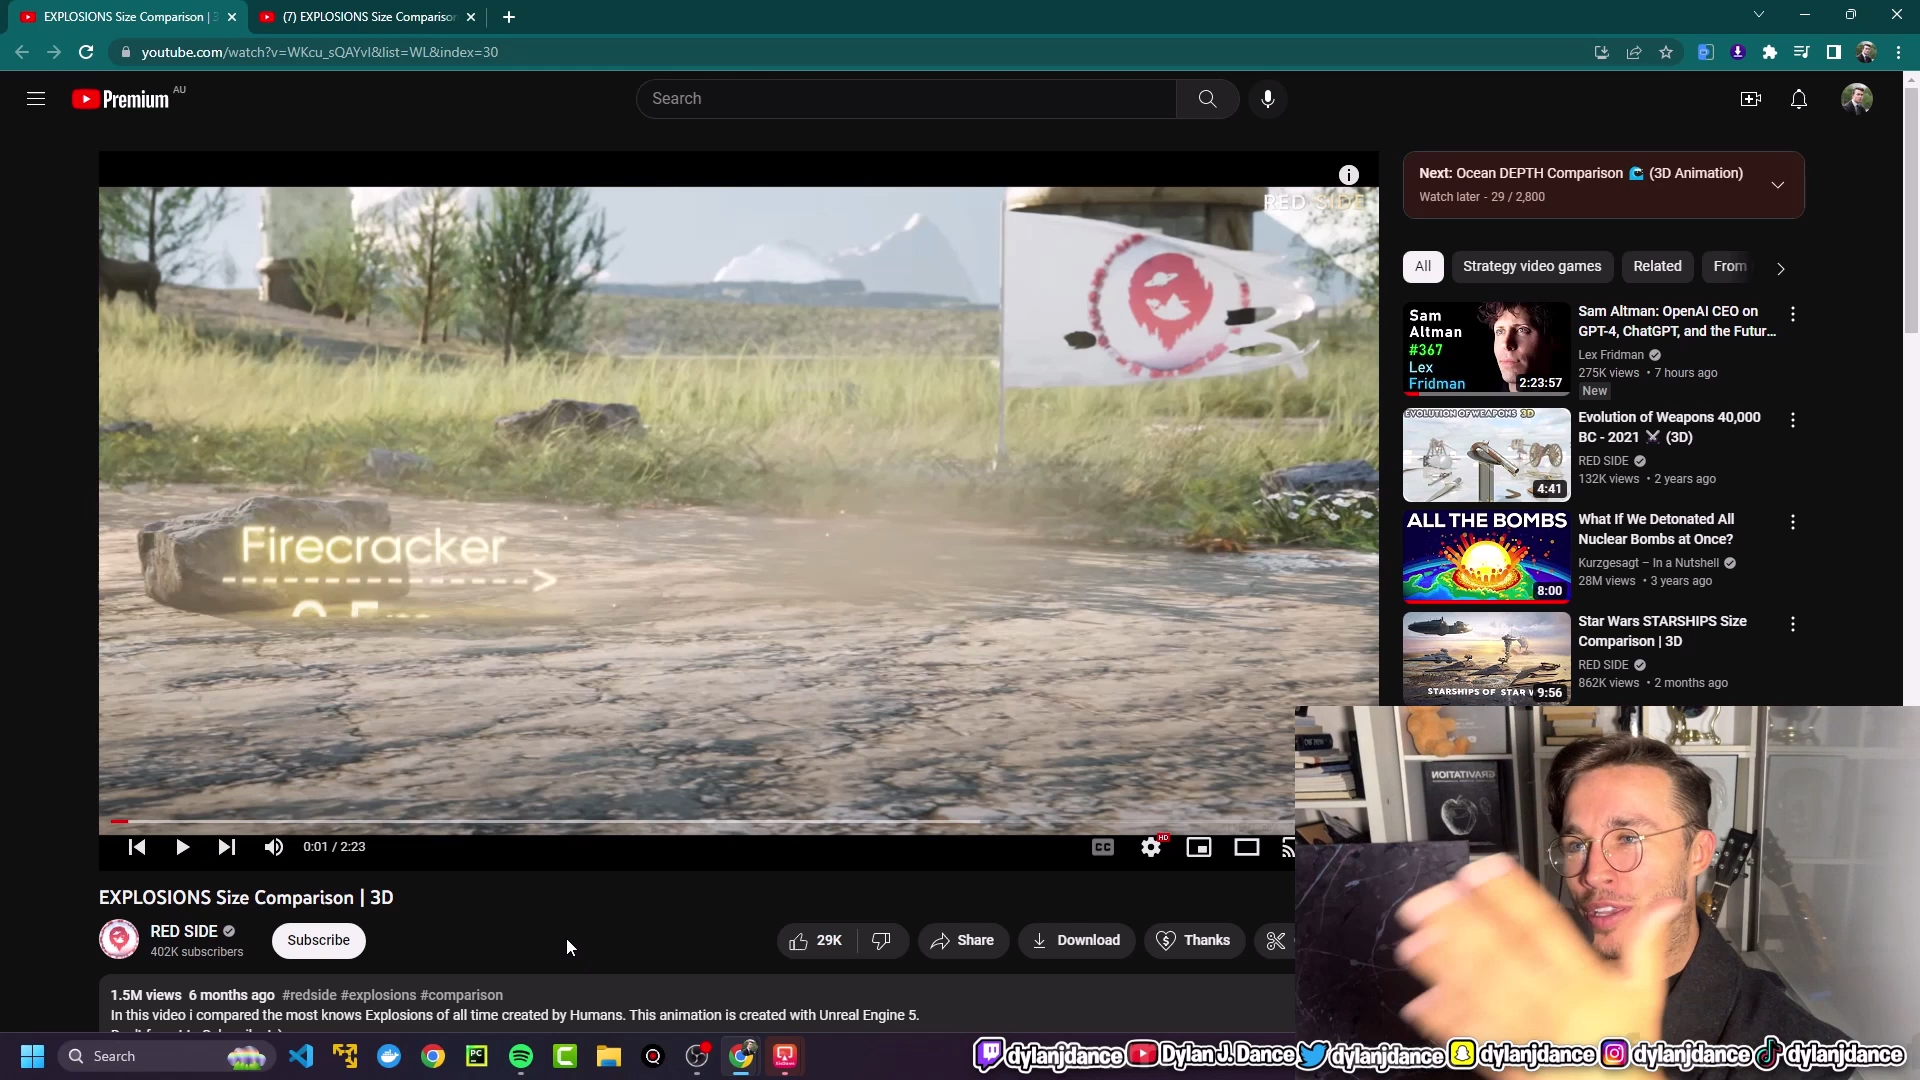 EXPLOSIONS Size Comparison | 3
(7) EXPLOSIONS Size Comparison
youtube.com/watch?v=WKcu_sQAYvI&list=WL&index=30
Premium AU
Search
RED SIDE
Firecracker
0:01 / 2:23
CC
HD
EXPLOSIONS Size Comparison | 3D
RED SIDE
402K subscribers
Subscribe
29K
Share
Download
Thanks
1.5M views 6 months ago #redside #explosions #comparison
In this video i compared the most knows Explosions of all time created by Humans. This animation is created with Unreal Engine 5.
Next: Ocean DEPTH Comparison 🌊 (3D Animation)
Watch later - 29 / 2,800
All
Strategy video games
Related
From
Sam
Altman
#367
Lex
Fridman
2:23:57
Sam Altman: OpenAI CEO on
GPT-4, ChatGPT, and the Futur...
Lex Fridman
275K views • 7 hours ago
New
EVOLUTION OF WEAPONS 3D
4:41
Evolution of Weapons 40,000
BC - 2021 ⚔ (3D)
RED SIDE
132K views • 2 years ago
ALL THE BOMBS
8:00
What If We Detonated All
Nuclear Bombs at Once?
Kurzgesagt – In a Nutshell
28M views • 3 years ago
STARSHIPS OF STAR W
9:56
Star Wars STARSHIPS Size
Comparison | 3D
RED SIDE
862K views • 2 months ago
GRAVITATION
Search
PC
dylanjdance
Dylan J. Dance
dylanjdance
dylanjdance
dylanjdance
dylanjdance